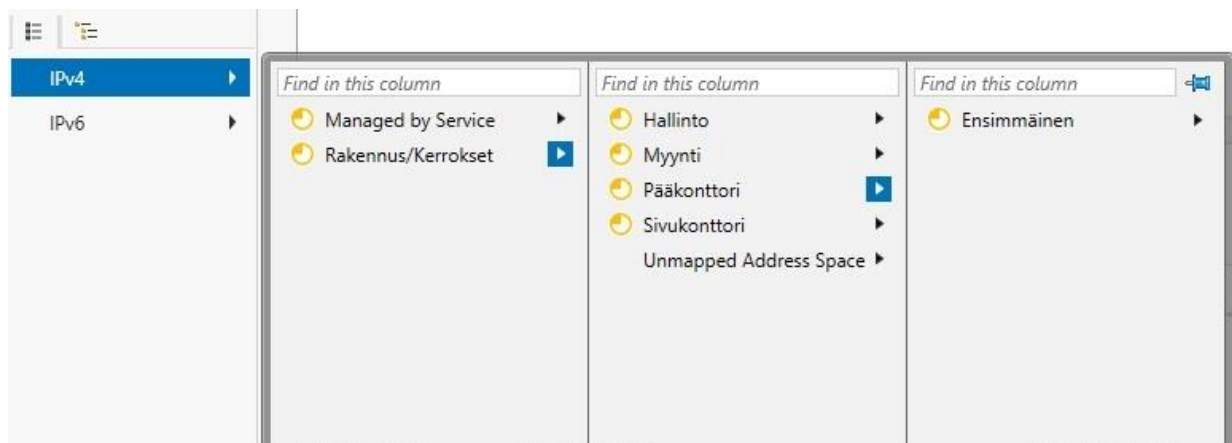 IPv4
IPv6
Find in this column
Managed by Service
Rakennus/Kerrokset
Find in this column
Hallinto
Myynti
Pääkonttori
Sivukonttori
Unmapped Address Space
Find in this column
Ensimmäinen